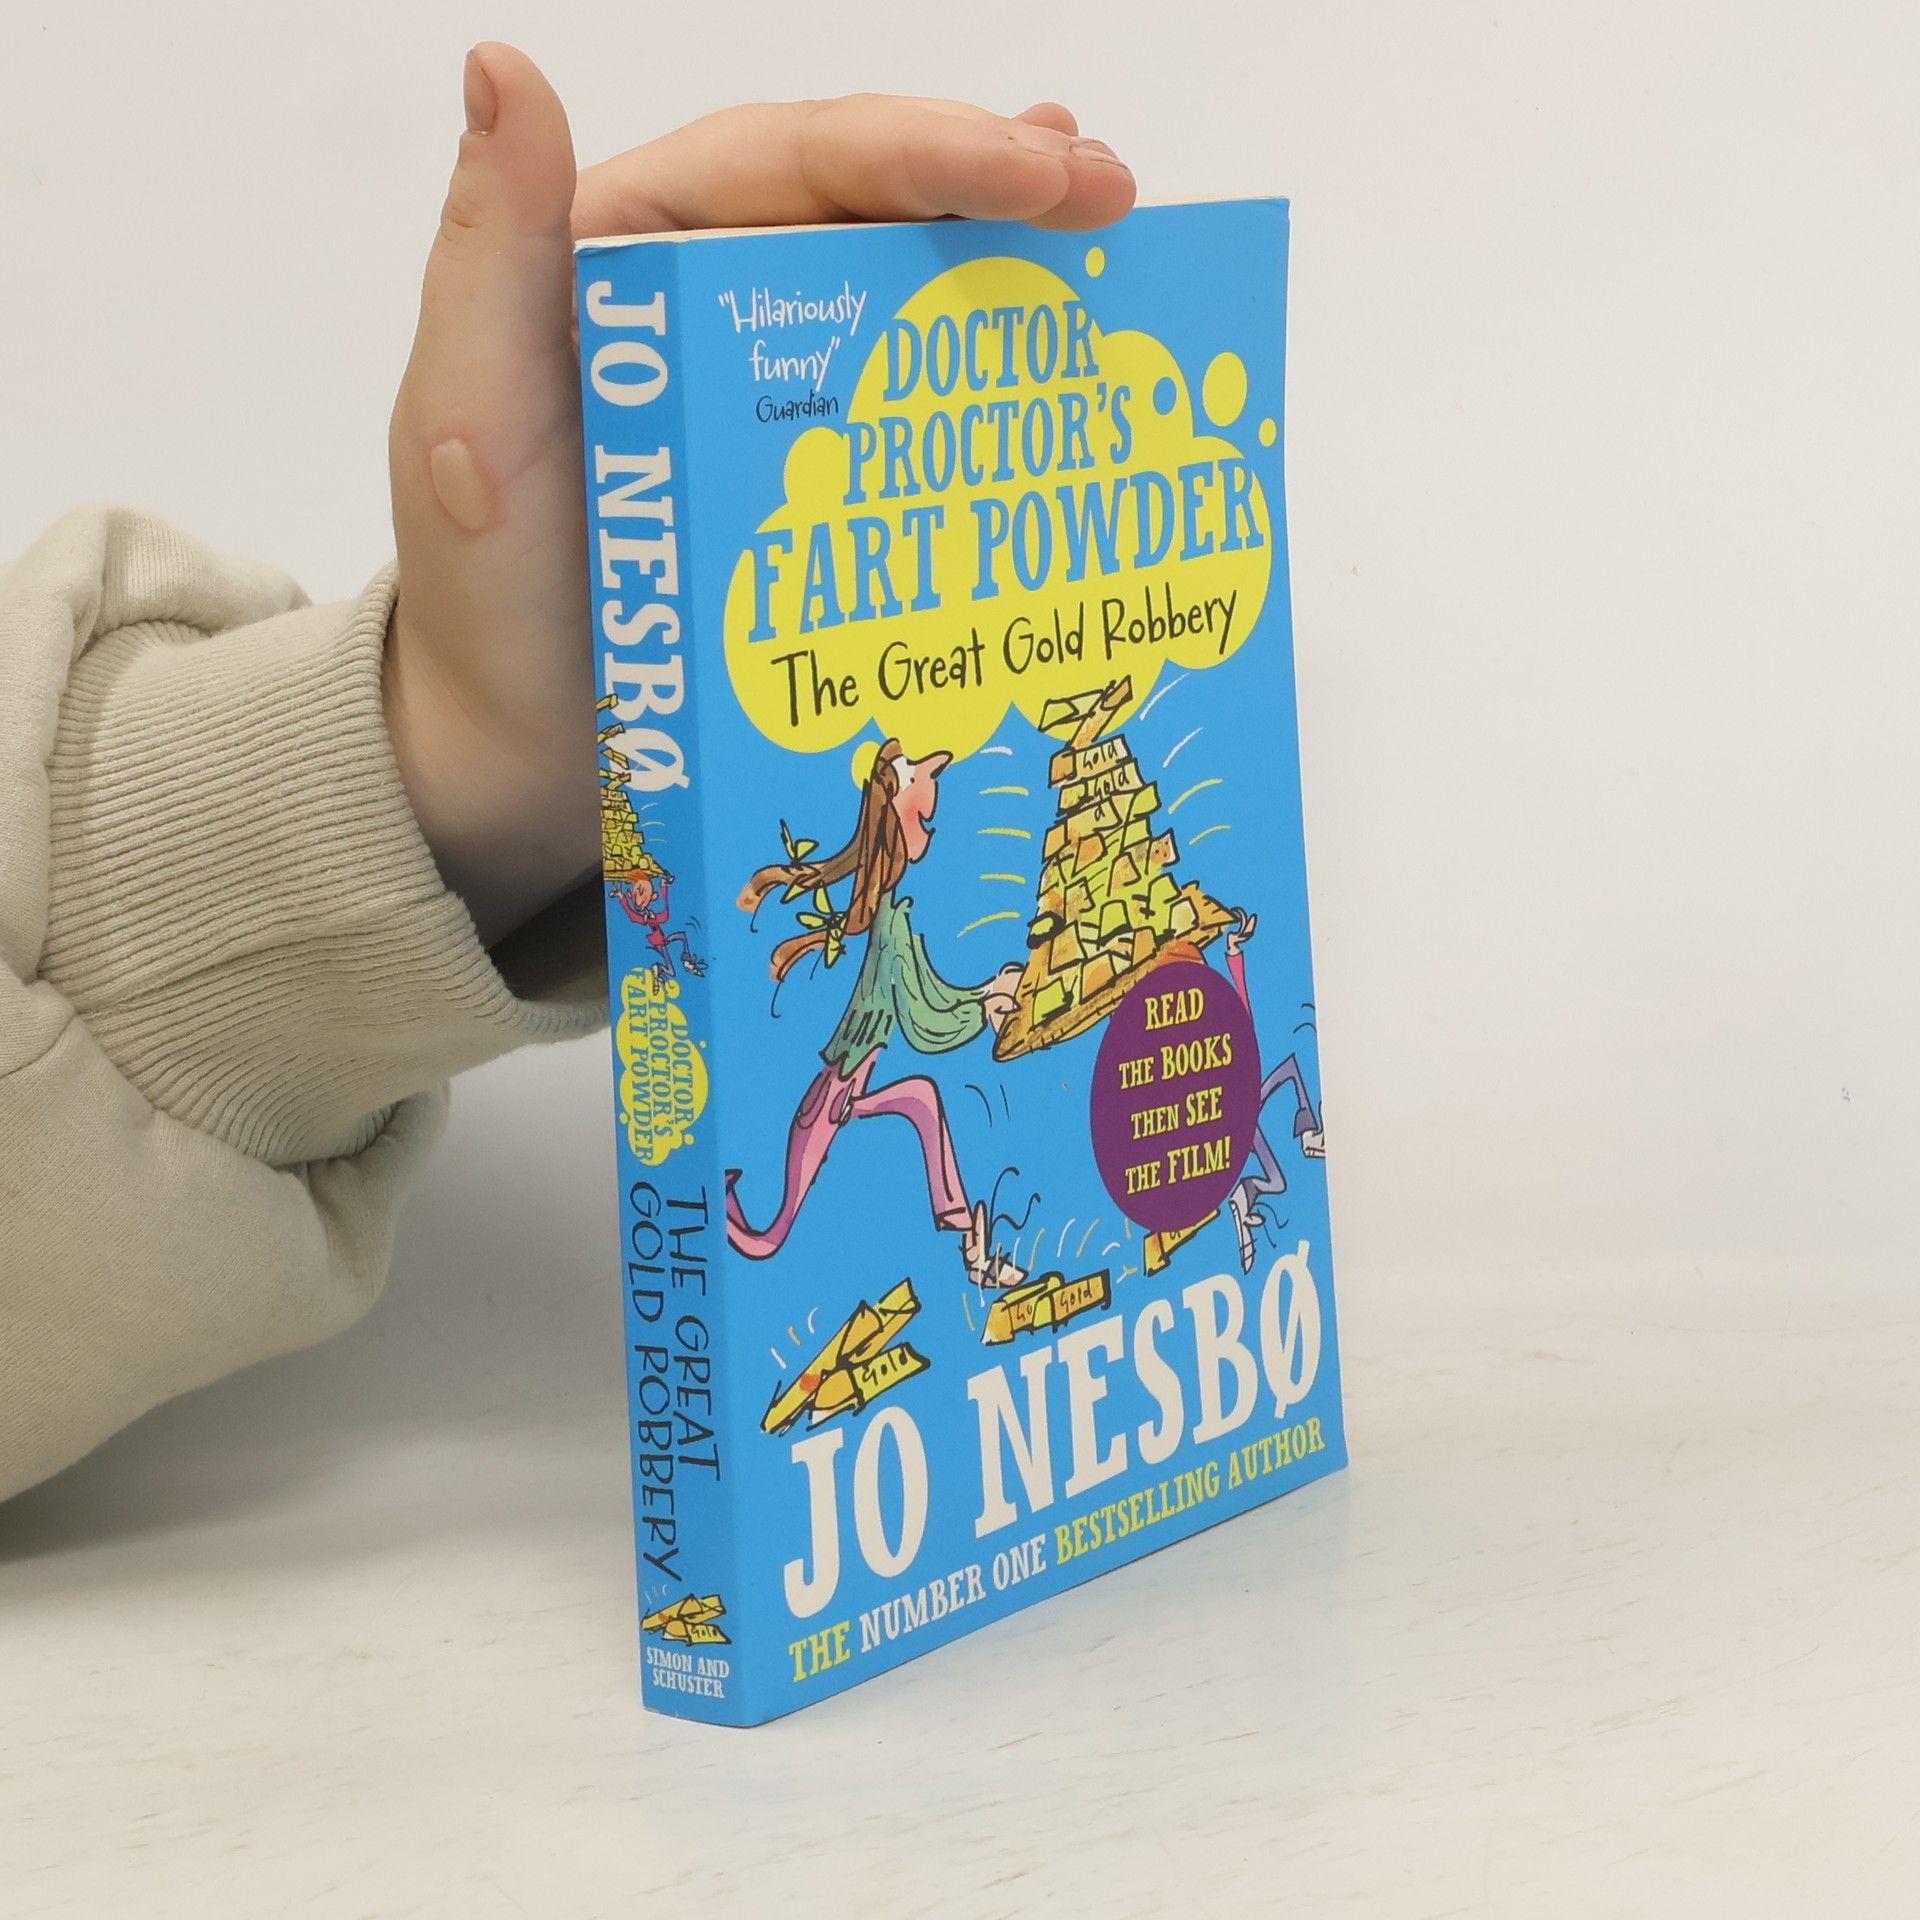 "Hilariously
funny"
Guardian
DOCTOR
PROCTOR'S
FART POWDER
The Great Gold Robbery
Gold
Gold
READ
THE BOOKS
THEN SEE
THE FILM!
Gold
Gold
JO NESBØ
THE NUMBER ONE BESTSELLING AUTHOR
JO NESBØ
DOCTOR
PROCTOR'S
FART POWDER
THE GREAT
GOLD ROBBERY
Gold
SIMON AND
SCHUSTER